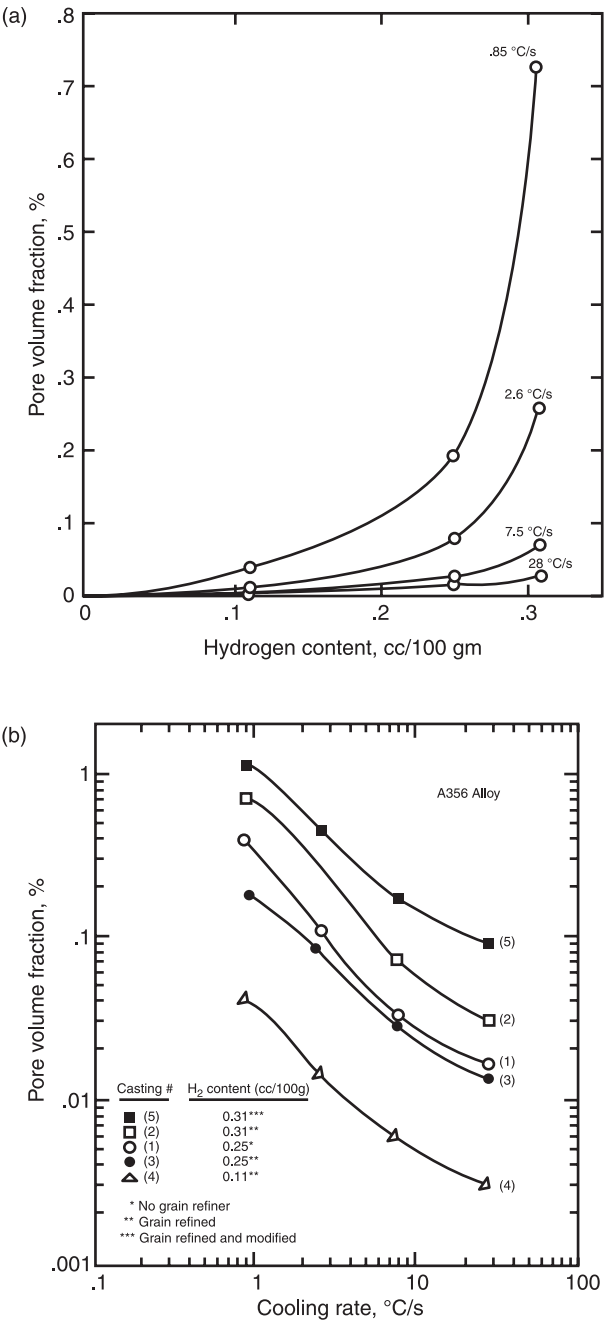 (a)
.8
.7
.6
.5
.4
.3
.2
.1
0
Pore volume fraction, %
.85 °C/s
2.6 °C/s
7.5 °C/s
28 °C/s
0 .1 .2 .3
Hydrogen content, cc/100 gm
(b)
1
.1
.01
.001
Pore volume fraction, %
A356 Alloy
(5)
(2)
(1)
(3)
(4)
Casting # H2 content (cc/100g)
(5) 0.31***
(2) 0.31**
(1) 0.25*
(3) 0.25**
(4) 0.11**
* No grain refiner
** Grain refined
*** Grain refined and modified
.1 1 10 100
Cooling rate, °C/s